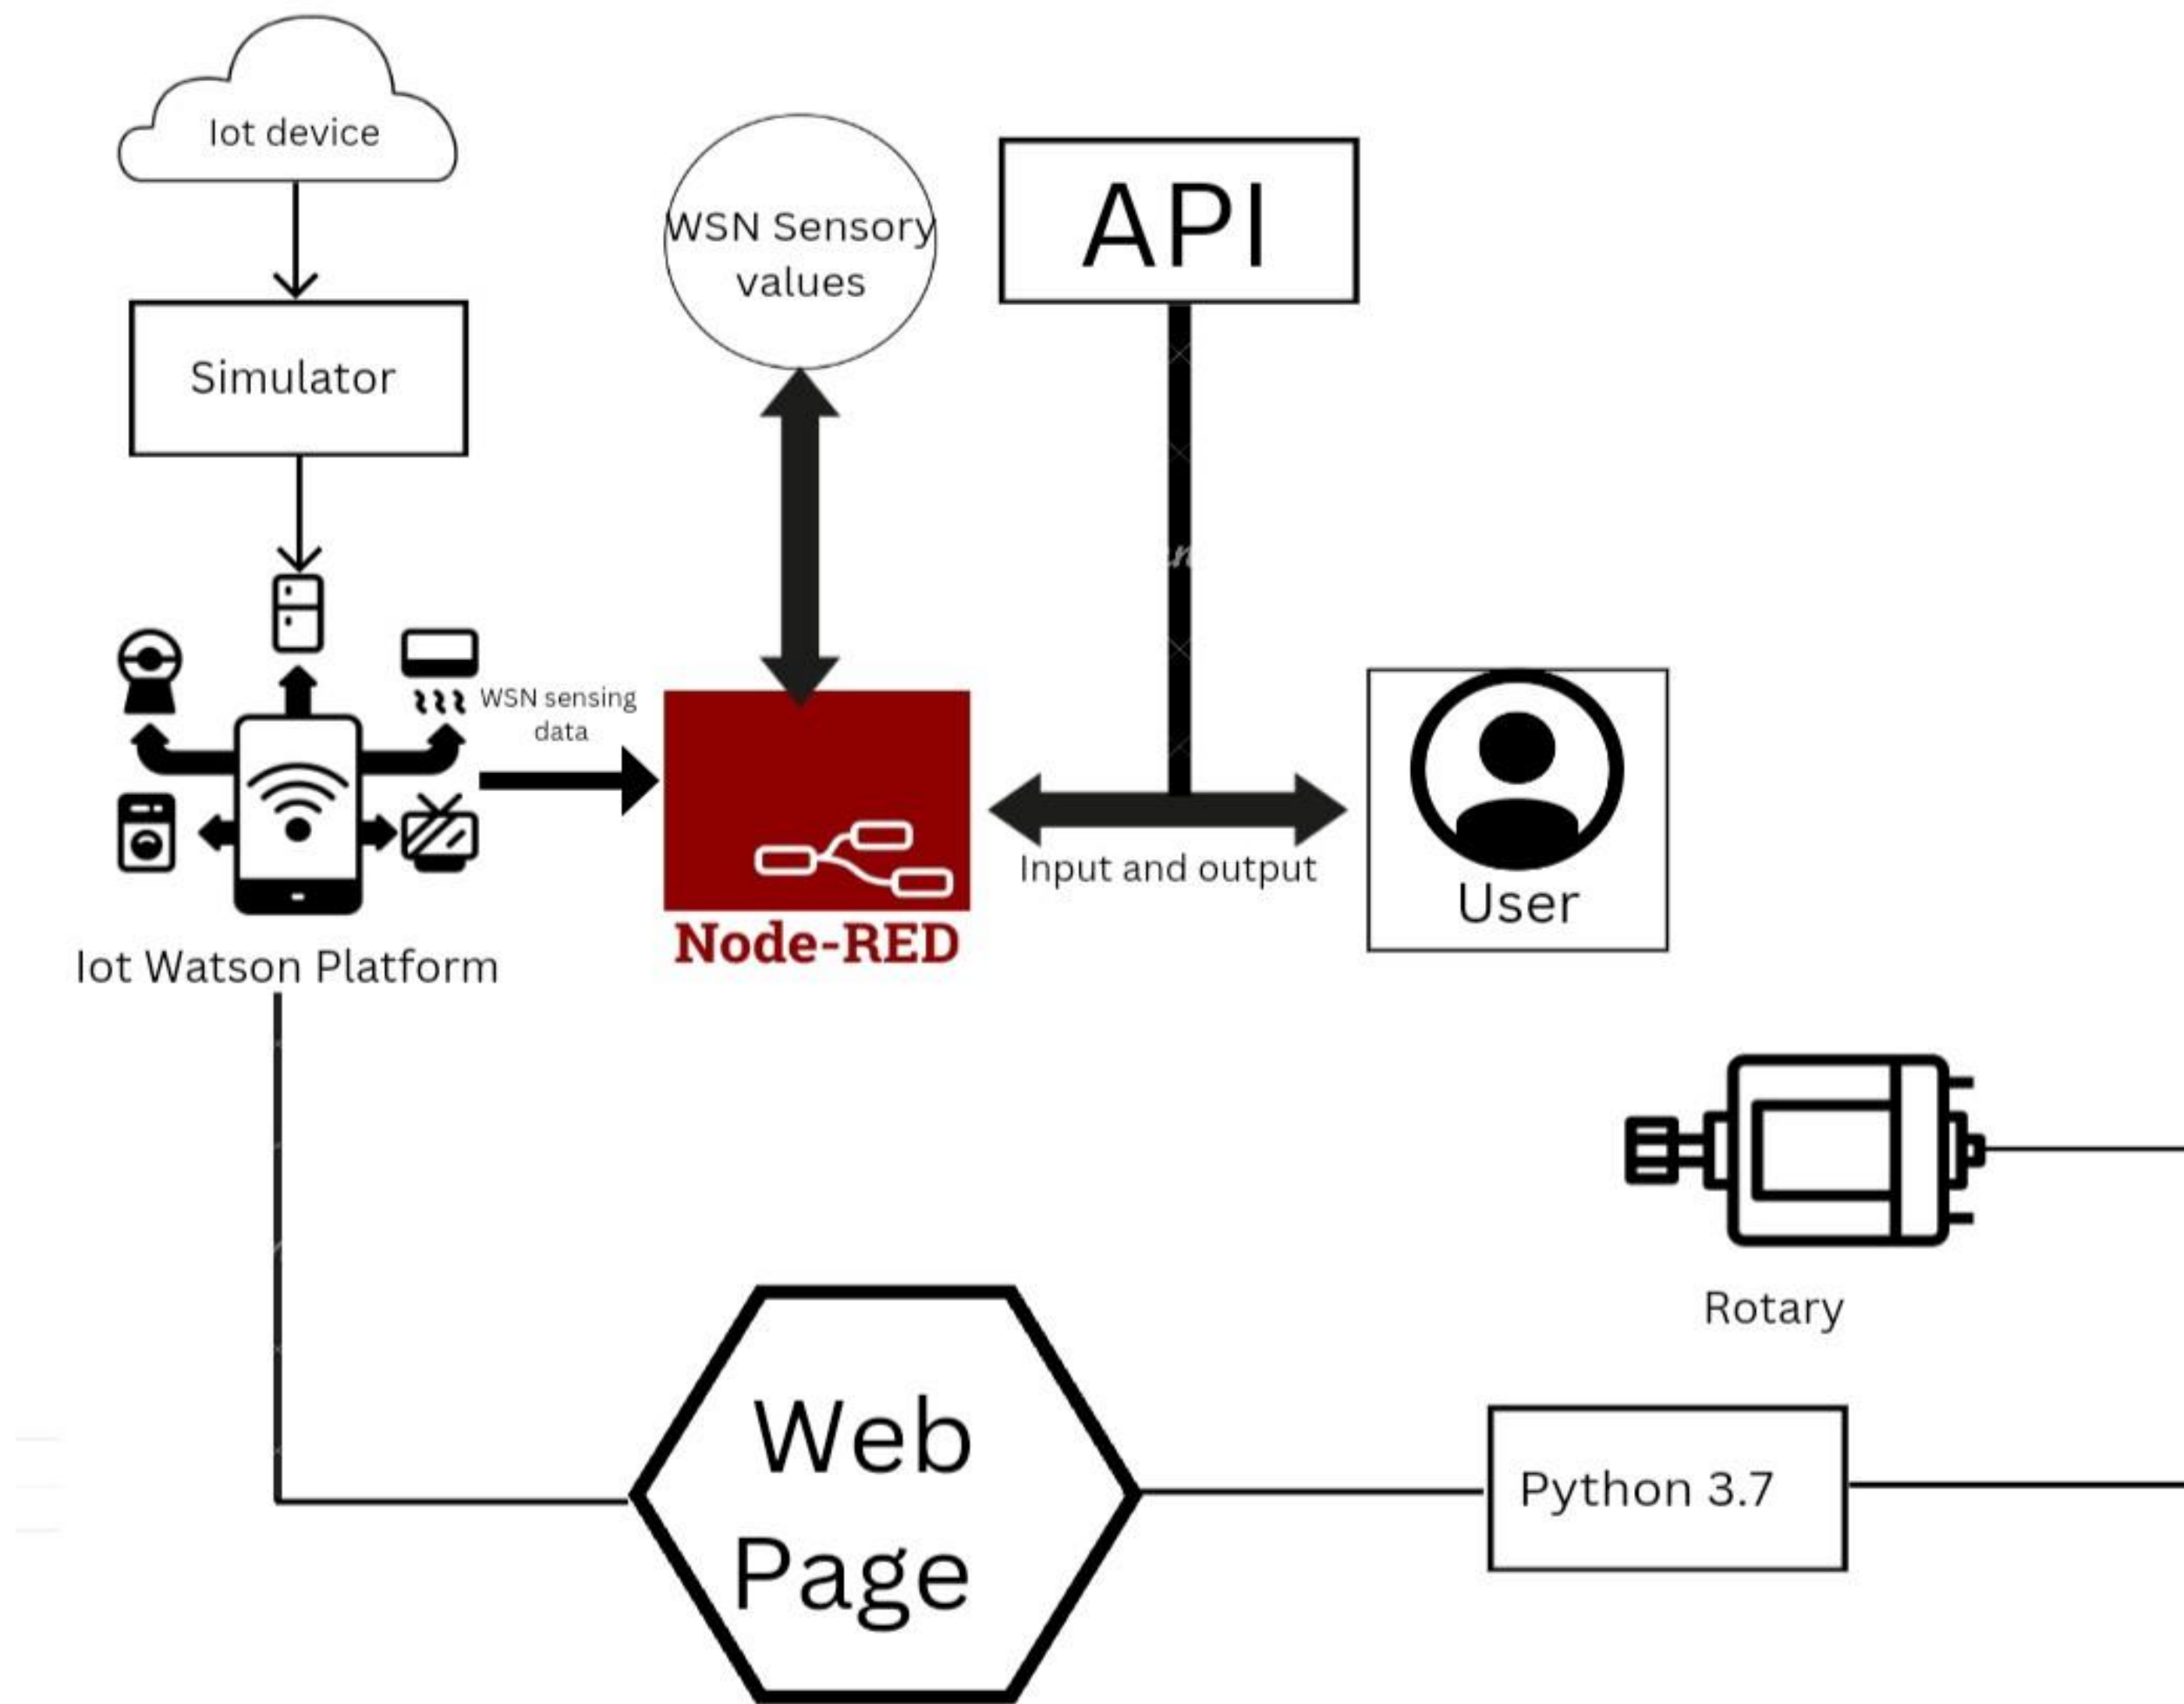 Iot device
WSN Sensory
values
API
Simulator
WSN sensing
data
Input and output
User
Node-RED
Iot Watson Platform
Rotary
Web
Page
Python 3.7